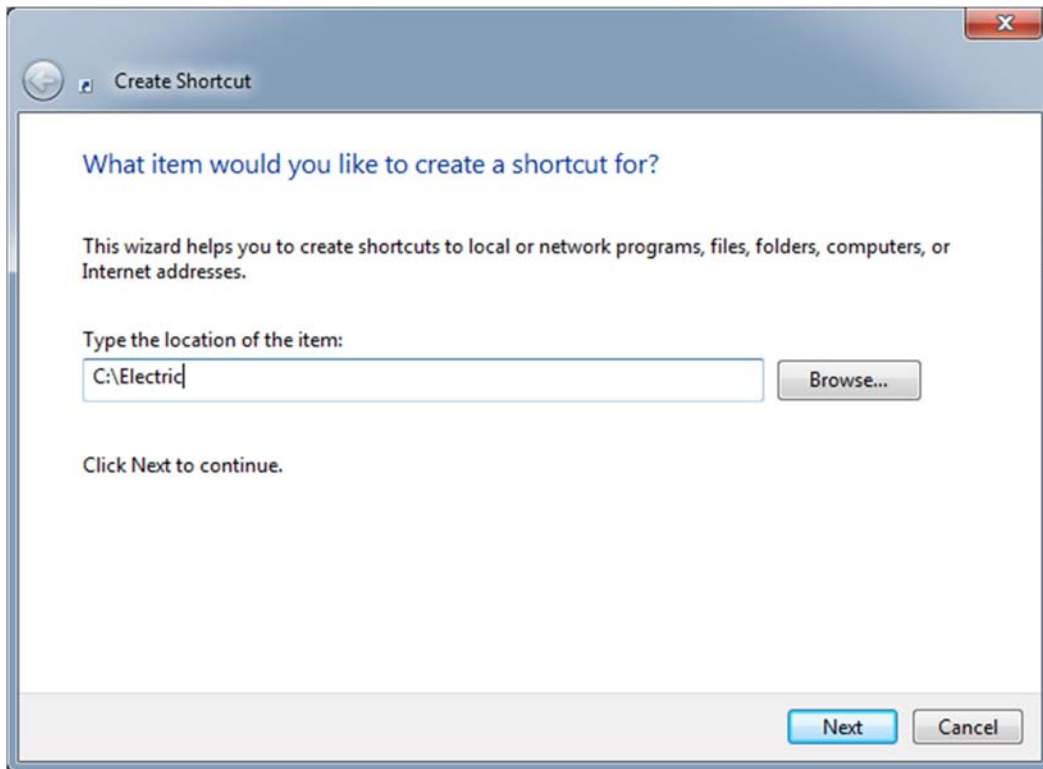 Create Shortcut
What item would you like to create a shortcut for?
This wizard helps you to create shortcuts to local or network programs, files, folders, computers, or
Internet addresses.
Type the location of the item:
C:\Electric
Browse...
Click Next to continue.
Next
Cancel